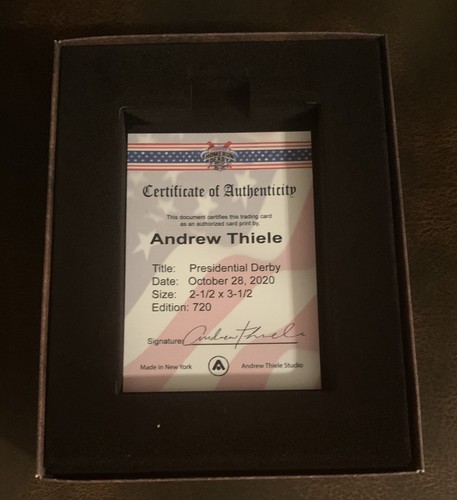 Certificate of Authenticity
This document certifies this trading card
as an authorized card print by,
Andrew Thiele
Title: Presidential Derby
Date: October 28, 2020
Size: 2-1/2 x 3-1/2
Edition: 720
Signature: Andrew Thiele
Made in New York
Andrew Thiele Studio